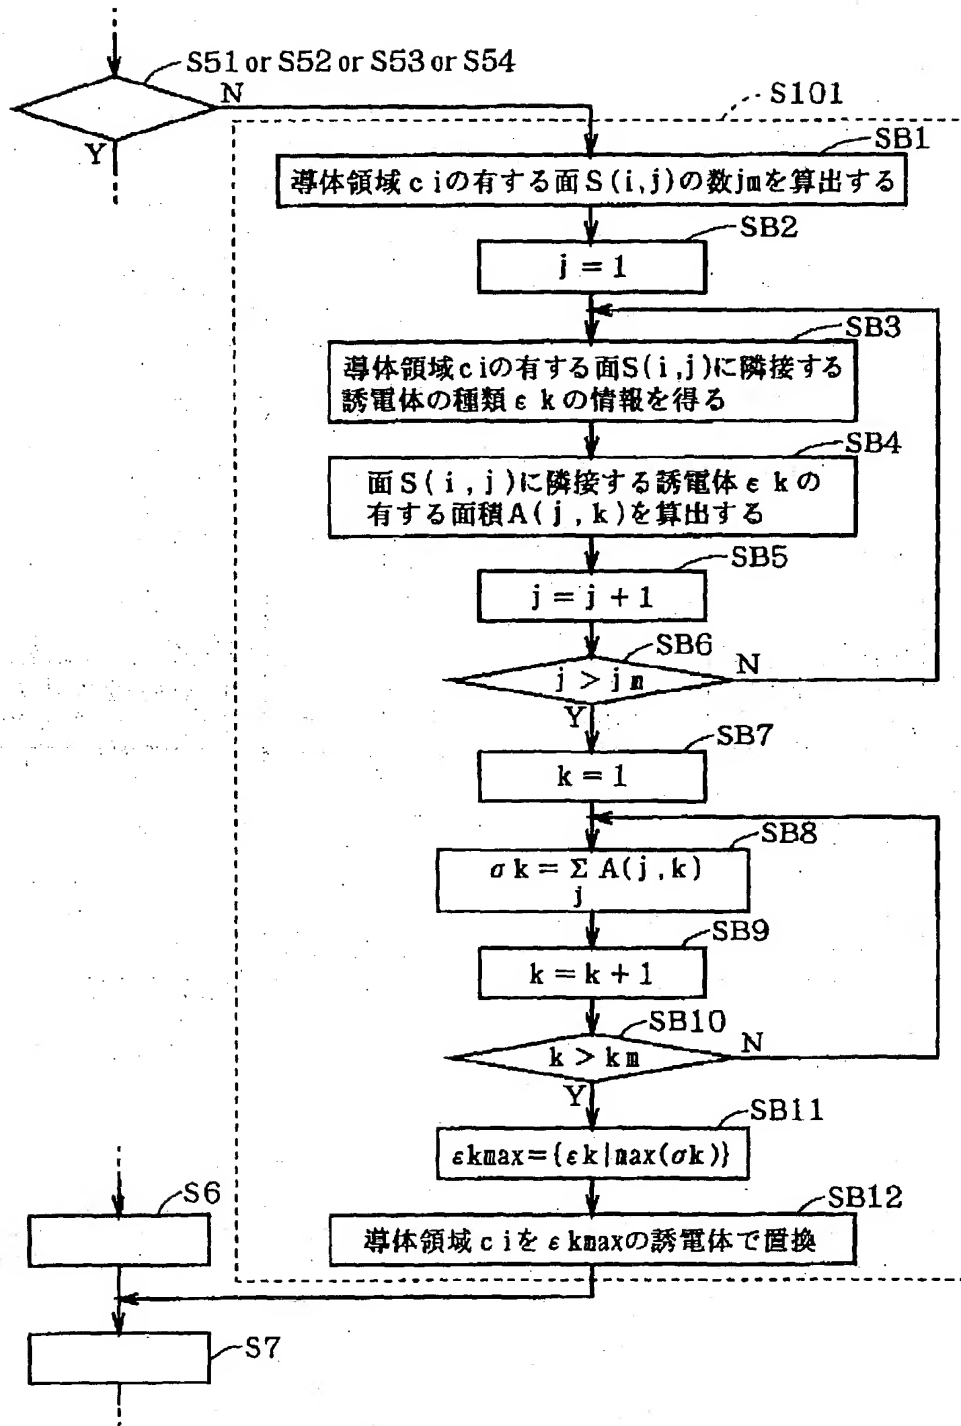 S51 or S52 or S53 or S54
N
Y
S101
SB1
導体領域ciの有する面S(i,j)の数jmを算出する
SB2
j=1
SB3
導体領域ciの有する面S(i,j)に隣接する
誘電体の種類εkの情報を得る
SB4
面S(i,j)に隣接する誘電体εkの
有する面積A(j,k)を算出する
SB5
j=j+1
SB6
j>jm
N
Y
SB7
k=1
SB8
σk=ΣA(j,k)
j
SB9
k=k+1
SB10
k>km
N
Y
SB11
εkmax={εk|max(σk)}
SB12
導体領域ciをεkmaxの誘電体で置換
S6
S7